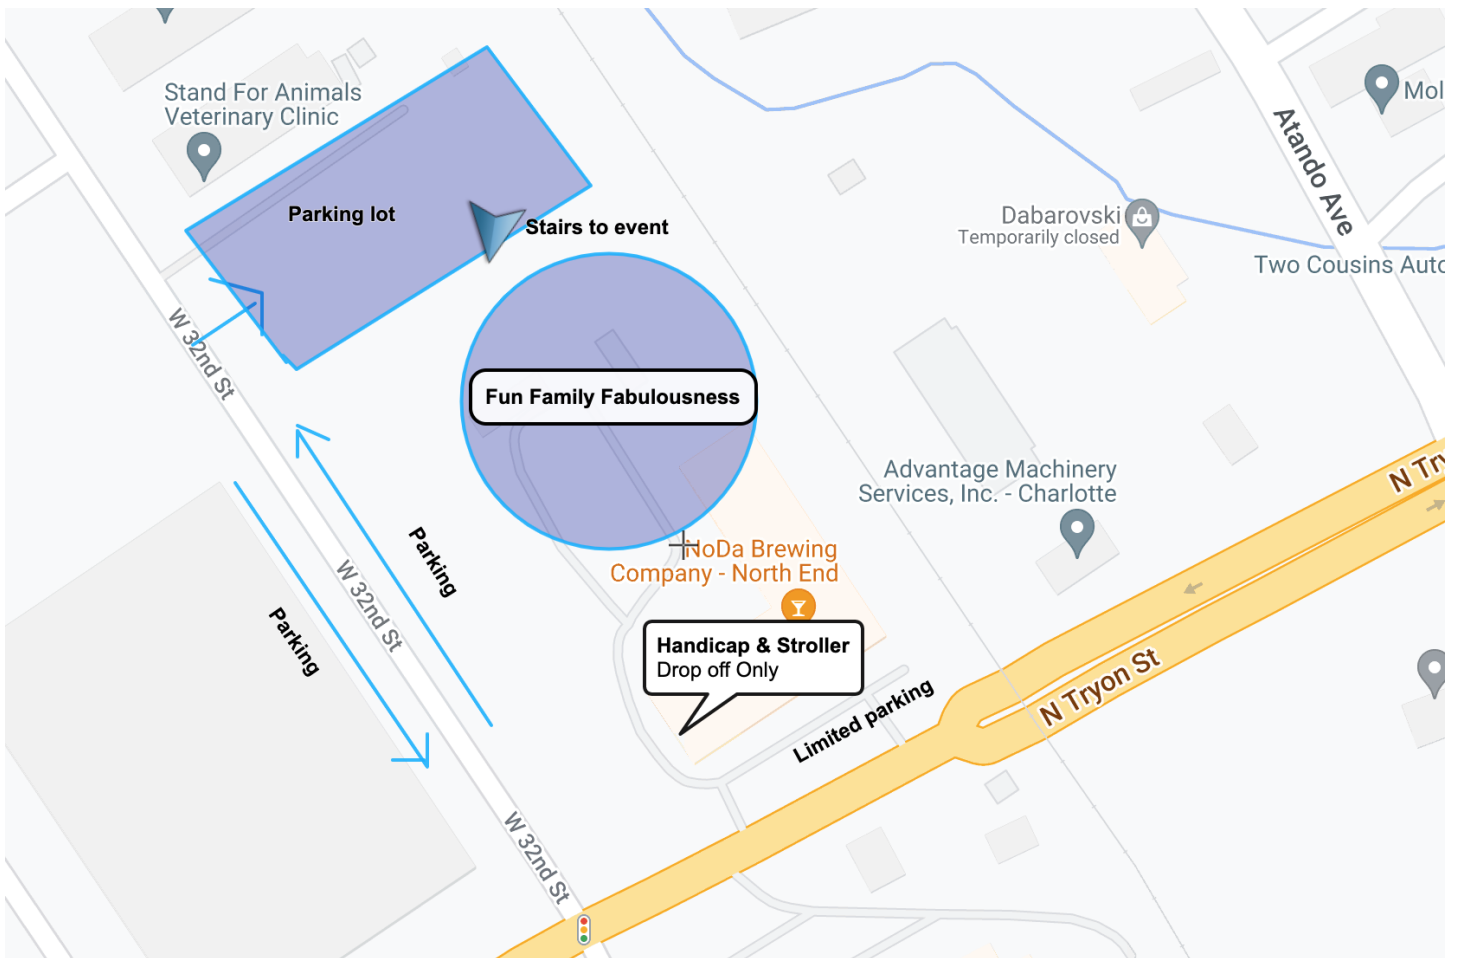 Stand For Animals
Veterinary Clinic
Parking lot
Stairs to event
Atando Ave
Mol
Dabarovski
Temporarily closed
Two Cousins Auto
W 32nd St
Fun Family Fabulousness
Advantage Machinery
Services, Inc. - Charlotte
N Try
Parking
NoDa Brewing
Company - North End
W 32nd St
Parking
Handicap & Stroller
Drop off Only
Limited parking
N Tryon St
W 32nd St